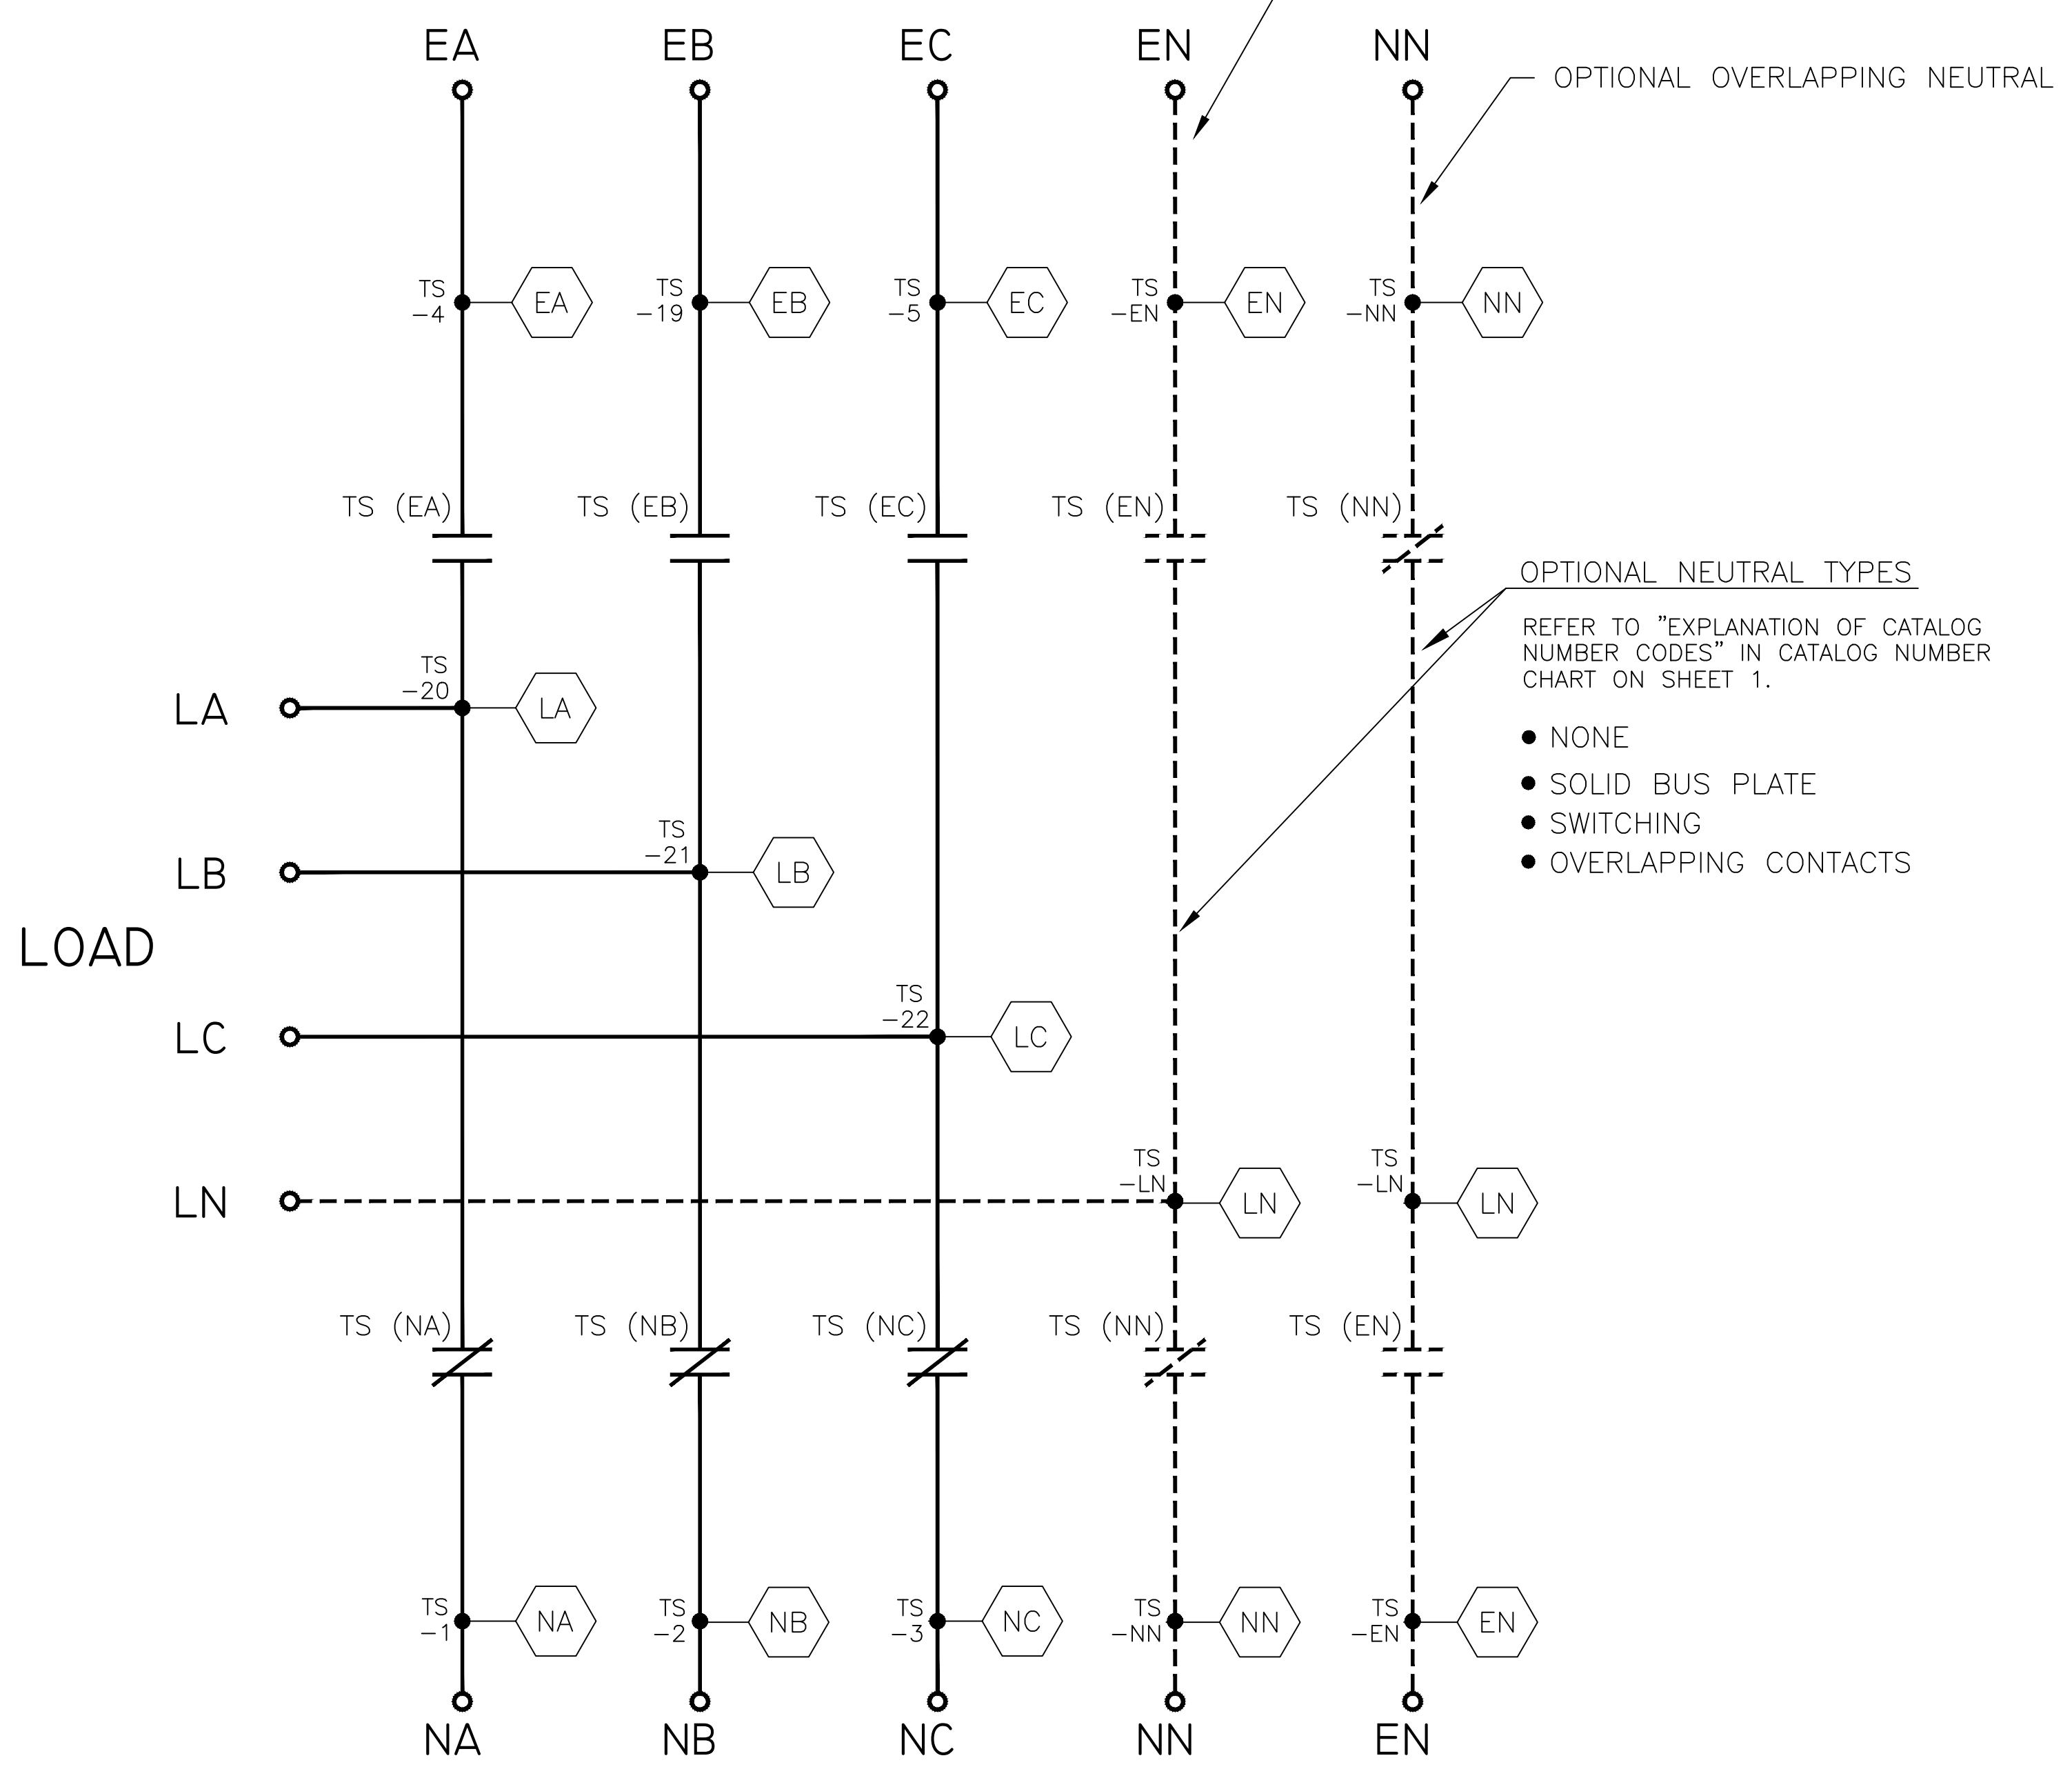 EA EB EC EN NN
OPTIONAL OVERLAPPING NEUTRAL
TS TS TS TS TS
-4 -19 -5 -EN -NN
EA EB EC EN NN
TS (EA) TS (EB) TS (EC) TS (EN) TS (NN)
OPTIONAL NEUTRAL TYPES
REFER TO "EXPLANATION OF CATALOG
NUMBER CODES" IN CATALOG NUMBER
CHART ON SHEET 1.
● NONE
● SOLID BUS PLATE
● SWITCHING
● OVERLAPPING CONTACTS
TS
-20
LA LA
TS
-21
LB LB
LOAD
TS
-22
LC LC
TS TS
-LN -LN
LN LN LN
TS (NA) TS (NB) TS (NC) TS (NN) TS (EN)
TS TS TS TS TS
-1 -2 -3 -NN -EN
NA NB NC NN EN
NA NB NC NN EN